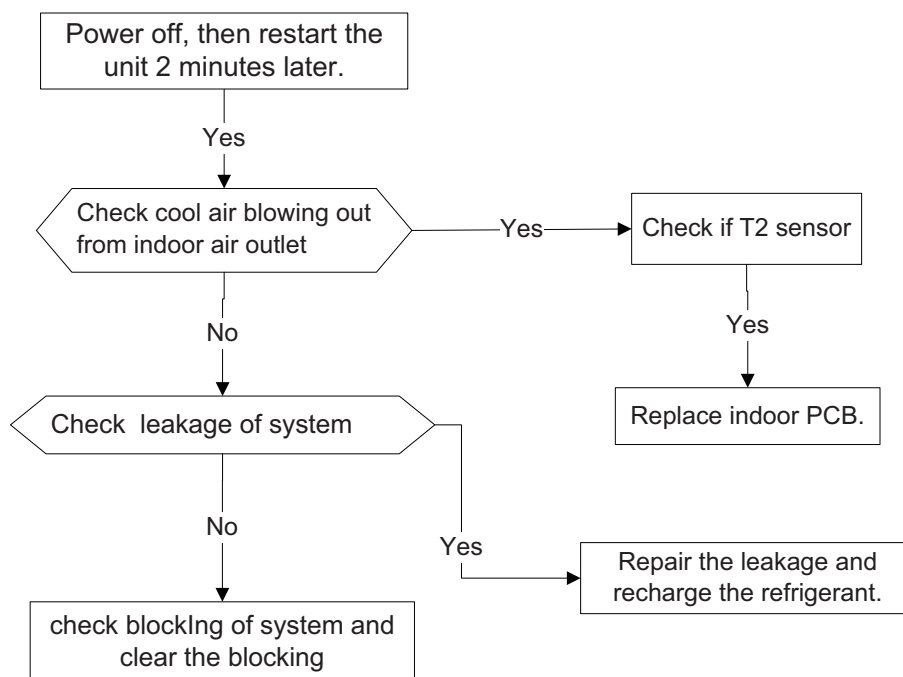 Power off, then restart the
unit 2 minutes later.
Yes
Check cool air blowing out
from indoor air outlet
Yes
Check if T2 sensor
No
Yes
Check leakage of system
Replace indoor PCB.
No
Yes
Repair the leakage and
recharge the refrigerant.
check blockIng of system and
clear the blocking